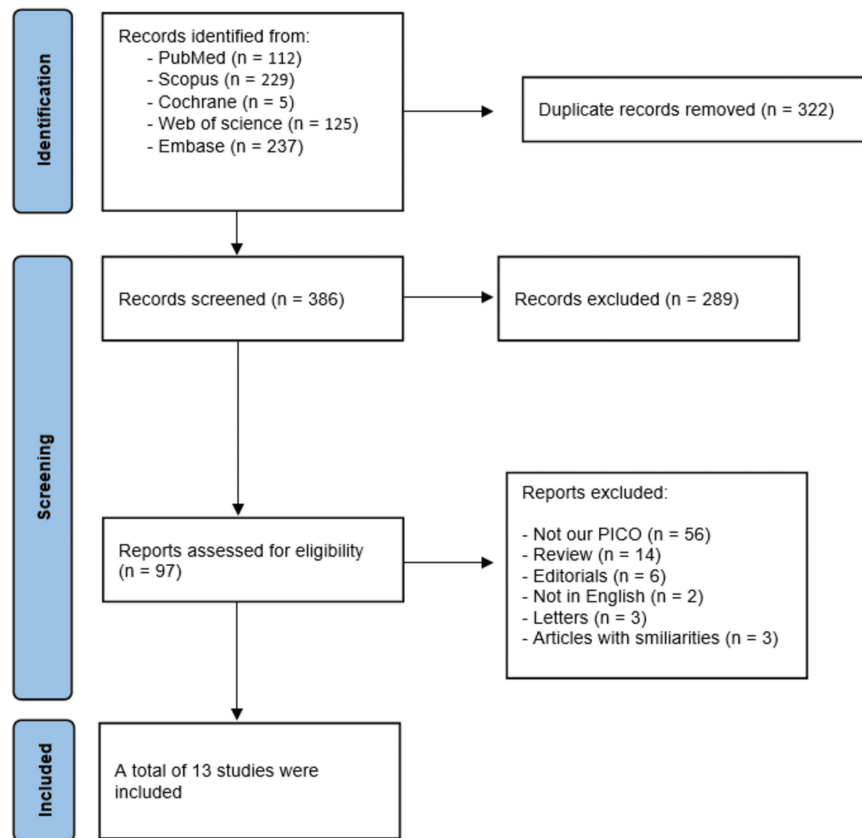 Identification
Records identified from:
- PubMed (n = 112)
- Scopus (n = 229)
- Cochrane (n = 5)
- Web of science (n = 125)
- Embase (n = 237)
Duplicate records removed (n = 322)
Screening
Records screened (n = 386)
Records excluded (n = 289)
Reports assessed for eligibility
(n = 97)
Reports excluded:
- Not our PICO (n = 56)
- Review (n = 14)
- Editorials (n = 6)
- Not in English (n = 2)
- Letters (n = 3)
- Articles with smiliarities (n = 3)
Included
A total of 13 studies were
included